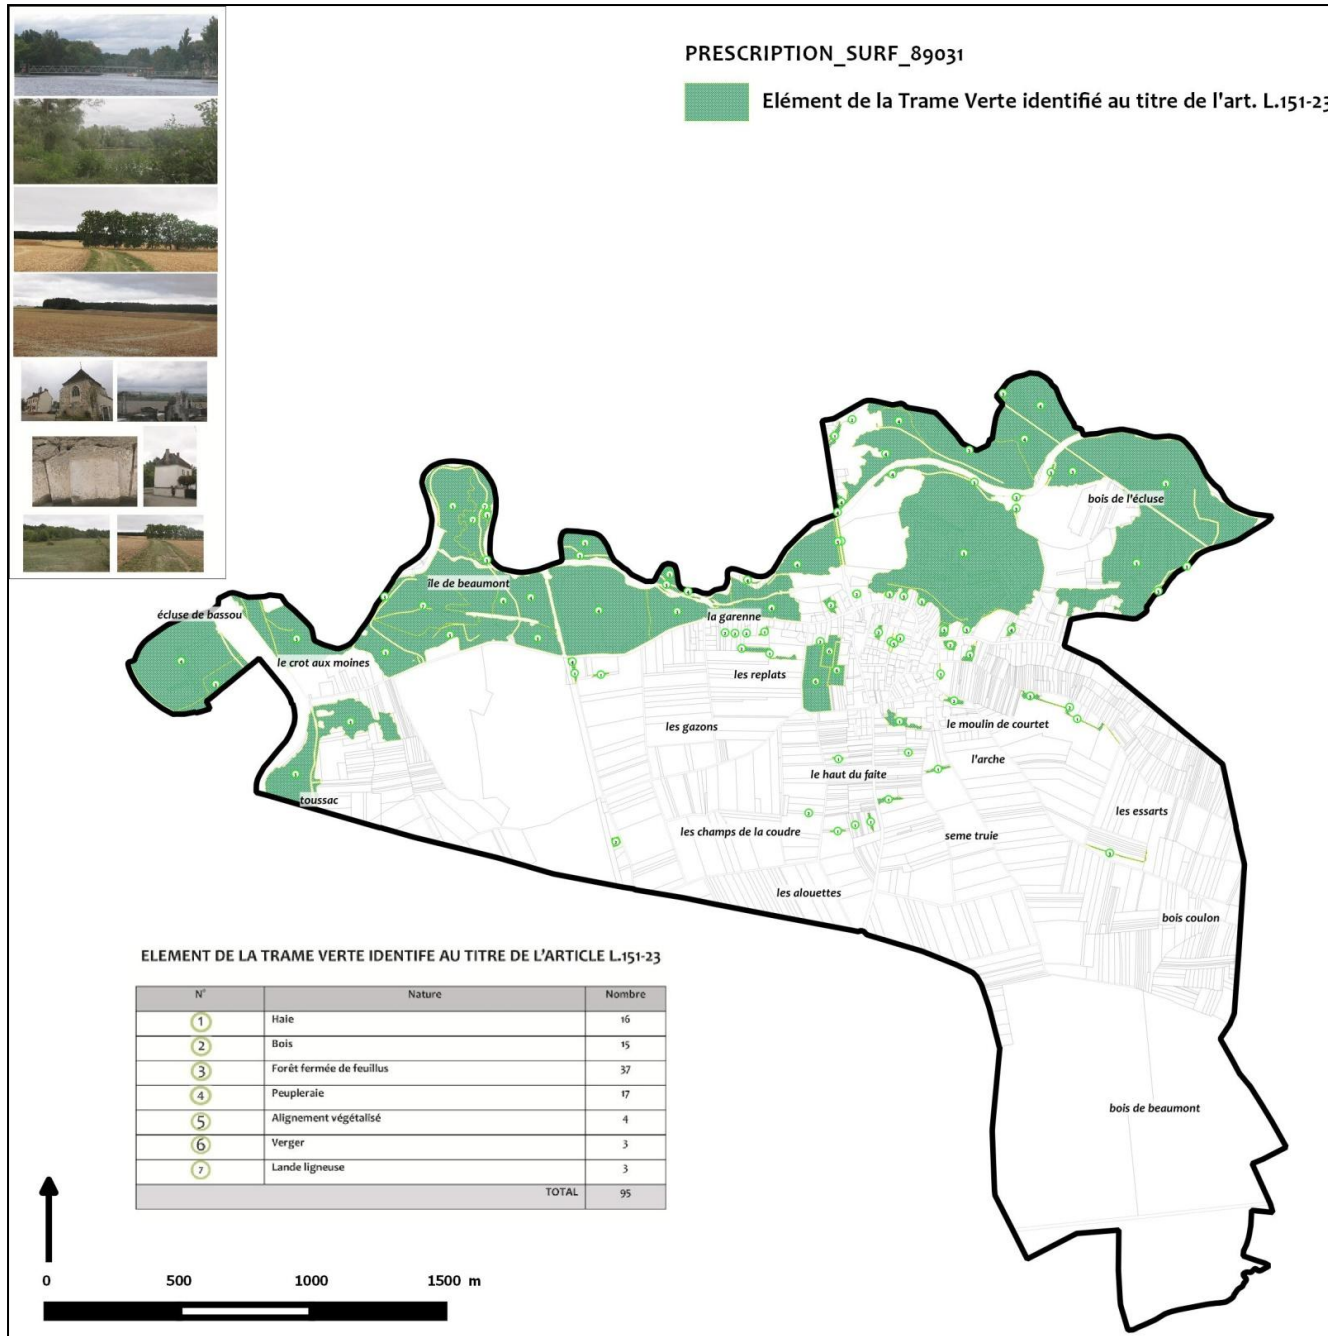 PRESCRIPTION_SURF_89031
Elément de la Trame Verte identifié au titre de l'art. L.151-23
bois de l'écluse
île de beaumont
écluse de bassou
la garenne
le crot aux moines
les replats
les gazons
le moulin de courtet
l'arche
le haut du faite
toussac
les essarts
les champs de la coudre
seme truie
les alouettes
bois coulon
bois de beaumont
ELEMENT DE LA TRAME VERTE IDENTIFE AU TITRE DE L'ARTICLE L.151-23
N° Nature Nombre
1 Haie 16
2 Bois 15
3 Forêt fermée de feuillus 37
4 Peupleraie 17
5 Alignement végétalisé 4
6 Verger 3
7 Lande ligneuse 3
TOTAL 95
0 500 1000 1500 m